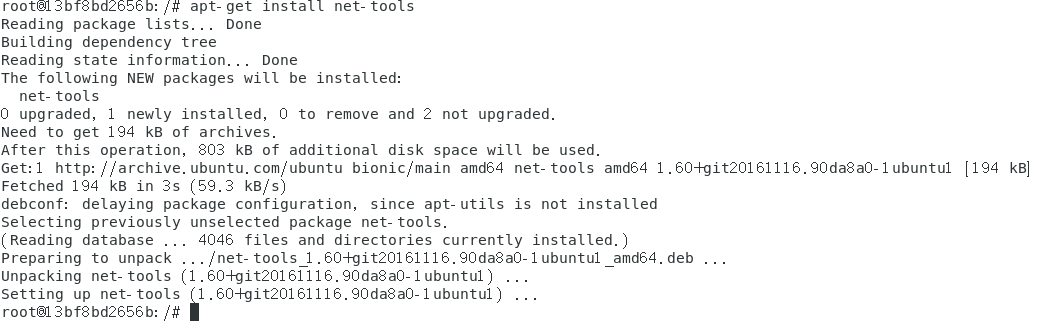 root@13bf8bd2656b:/# apt-get install net-tools
Reading package lists... Done
Building dependency tree
Reading state information... Done
The following NEW packages will be installed:
  net-tools
0 upgraded, 1 newly installed, 0 to remove and 2 not upgraded.
Need to get 194 kB of archives.
After this operation, 803 kB of additional disk space will be used.
Get:1 http://archive.ubuntu.com/ubuntu bionic/main amd64 net-tools amd64 1.60+git20161116.90da8a0-1ubuntu1 [194 kB]
Fetched 194 kB in 3s (59.3 kB/s)
debconf: delaying package configuration, since apt-utils is not installed
Selecting previously unselected package net-tools.
(Reading database ... 4046 files and directories currently installed.)
Preparing to unpack .../net-tools_1.60+git20161116.90da8a0-1ubuntu1_amd64.deb ...
Unpacking net-tools (1.60+git20161116.90da8a0-1ubuntu1) ...
Setting up net-tools (1.60+git20161116.90da8a0-1ubuntu1) ...
root@13bf8bd2656b:/#